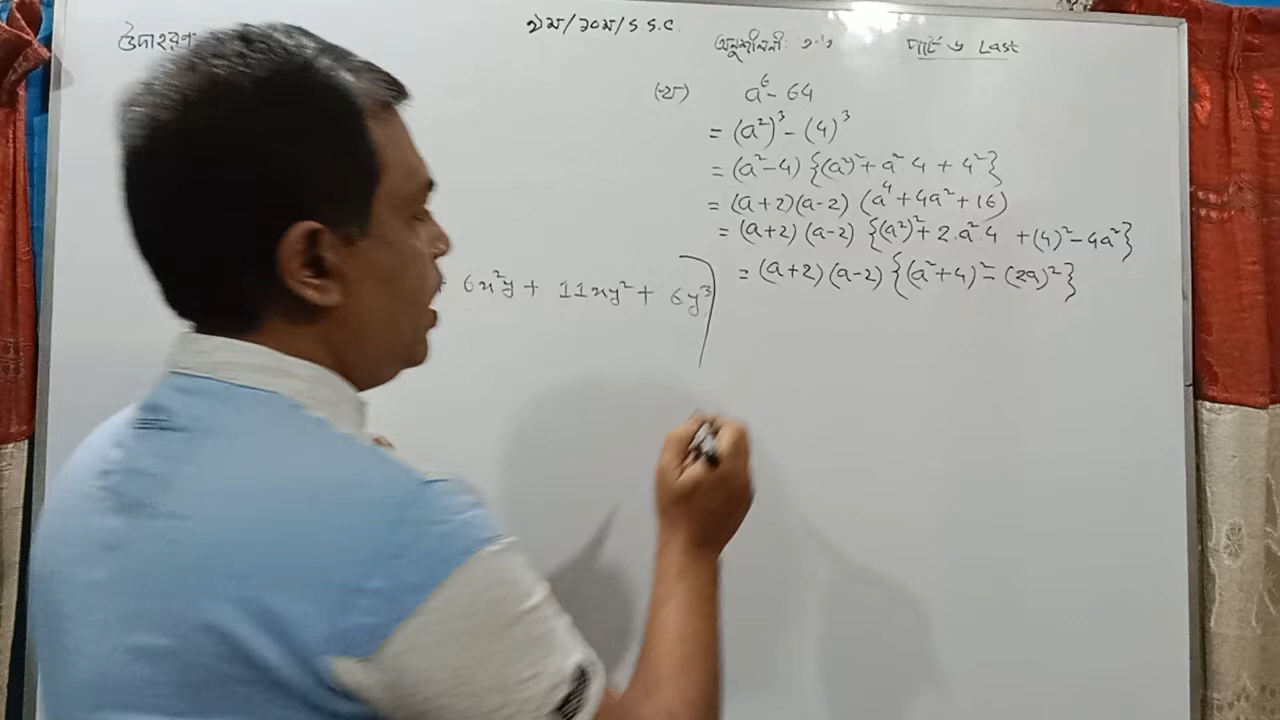 ৯ম/১০ম/S.S.C.
উদাহরণ
অনুশীলনী: ৩.৩ পার্ট ৬ Last
6x²y + 11xy² + 6y³
a⁶ - 64
= (a²)³ - (4)³
= (a²-4) {(a²)² + a² 4 + 4²}
= (a+2)(a-2) (a⁴ + 4a² + 16)
= (a+2) (a-2) {(a²)² + 2.a².4 + (4)² - 4a²}
= (a+2) (a-2) {(a²+4)² - (2a)²}